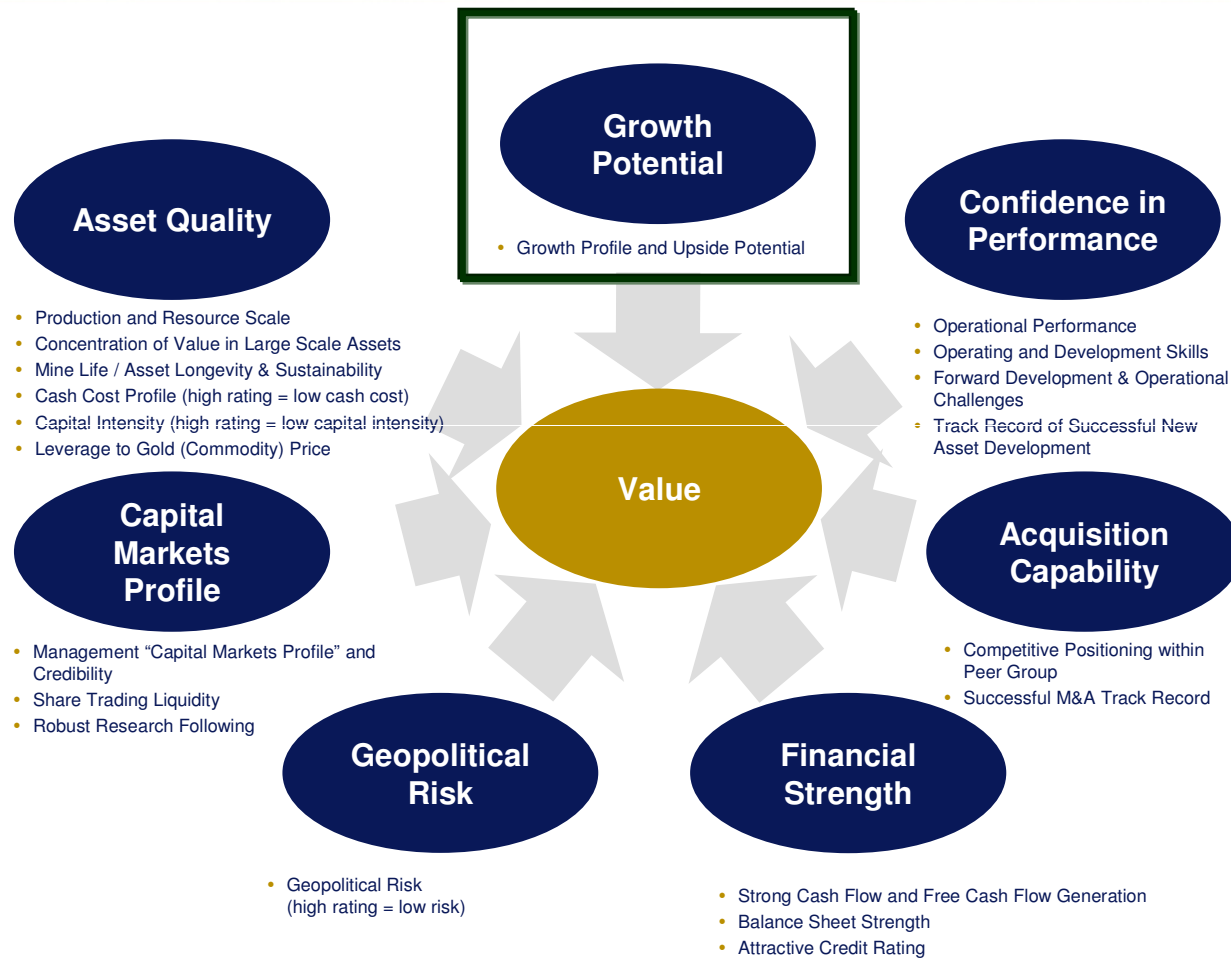 Growth
Potential
• Growth Profile and Upside Potential
Asset Quality
• Production and Resource Scale
• Concentration of Value in Large Scale Assets
• Mine Life / Asset Longevity & Sustainability
• Cash Cost Profile (high rating = low cash cost)
• Capital Intensity (high rating = low capital intensity)
• Leverage to Gold (Commodity) Price
Confidence in
Performance
• Operational Performance
• Operating and Development Skills
• Forward Development & Operational
Challenges
• Track Record of Successful New
Asset Development
Value
Capital
Markets
Profile
• Management “Capital Markets Profile” and
Credibility
• Share Trading Liquidity
• Robust Research Following
Acquisition
Capability
• Competitive Positioning within
Peer Group
• Successful M&A Track Record
Geopolitical
Risk
• Geopolitical Risk
(high rating = low risk)
Financial
Strength
• Strong Cash Flow and Free Cash Flow Generation
• Balance Sheet Strength
• Attractive Credit Rating